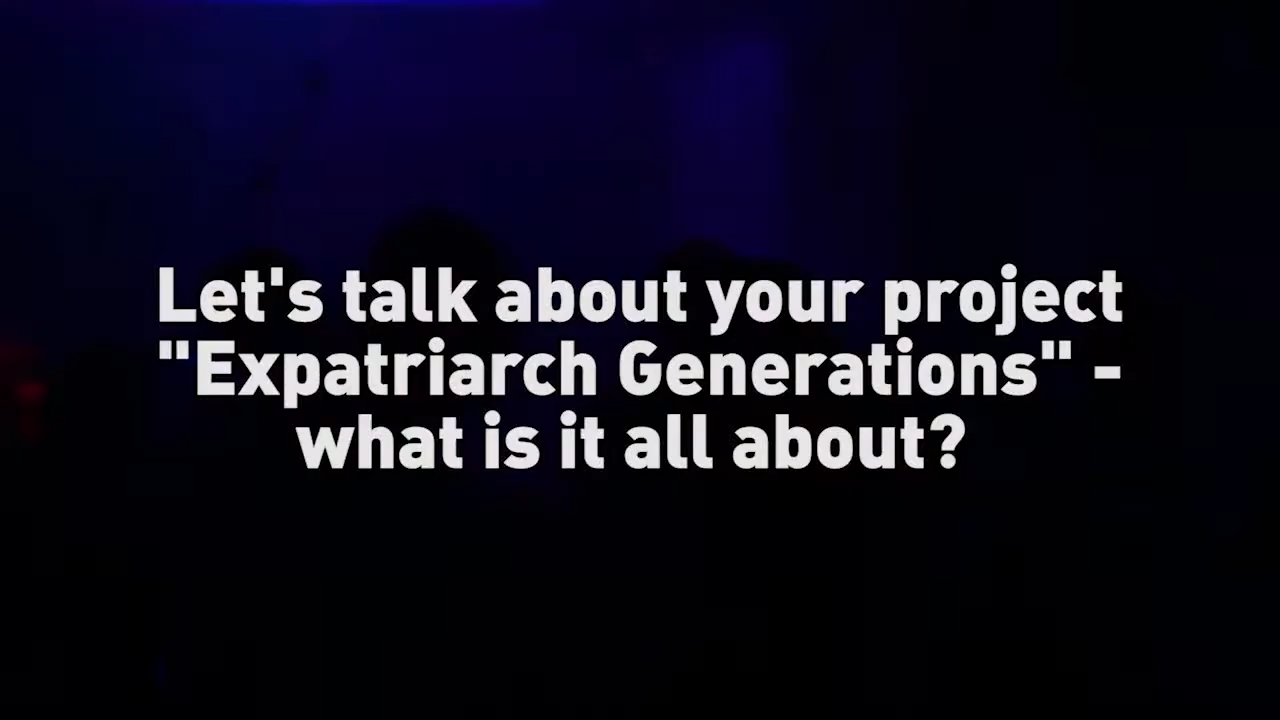 Let's talk about your project
"Expatriarch Generations" -
what is it all about?